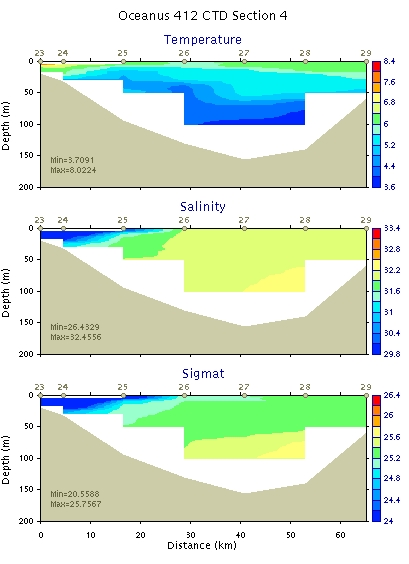 Oceanus 412 CTD Section 4
Temperature
23 24 25 26 27 28 29
0
50
100
150
200
Depth (m)
Min=3.7091
Max=8.0224
8.4
7.6
6.8
6
5.2
4.4
3.6
Salinity
23 24 25 26 27 28 29
0
50
100
150
200
Depth (m)
Min=26.4329
Max=32.4556
33.4
32.8
32.2
31.6
31
30.4
29.8
Sigmat
23 24 25 26 27 28 29
0
50
100
150
200
Depth (m)
Min=20.5588
Max=25.7567
26.4
26
25.6
25.2
24.8
24.4
24
0 10 20 30 40 50 60
Distance (km)